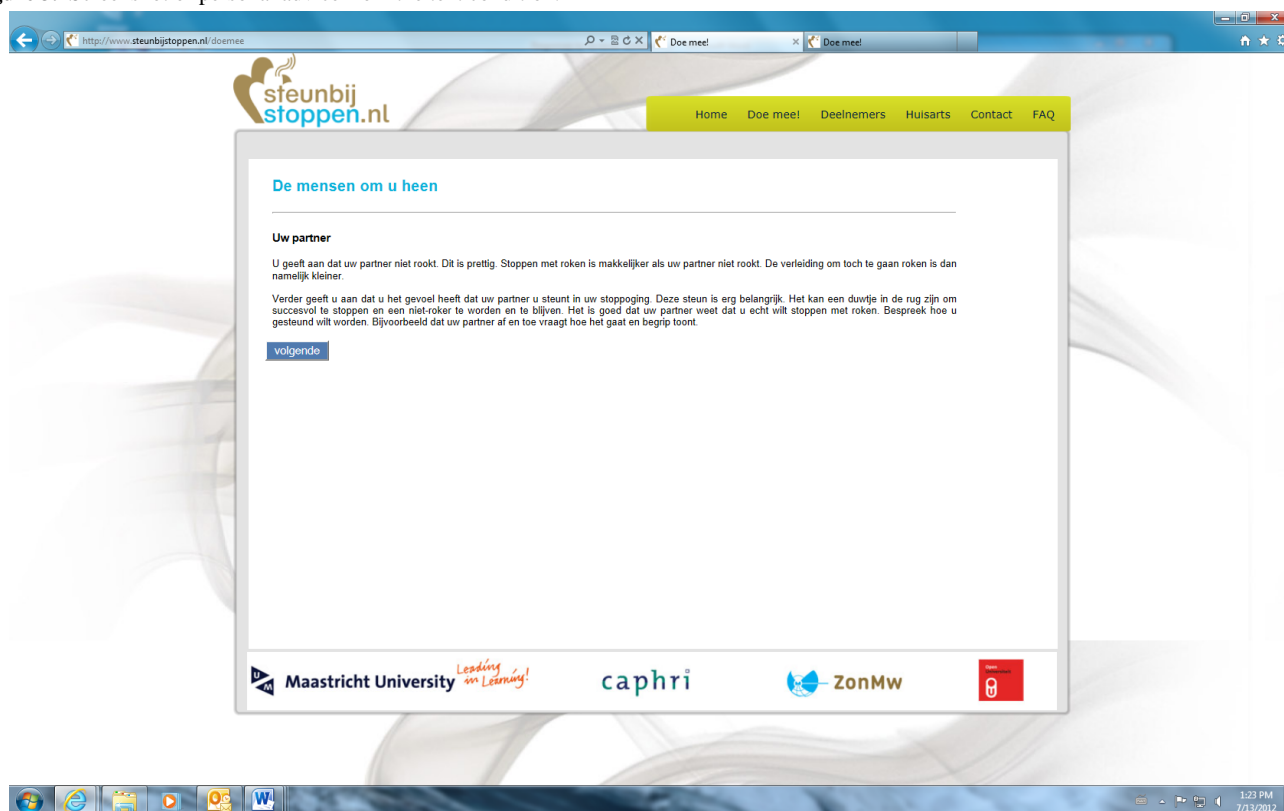 http://www.steunbijstoppen.nl/doemee
Doe mee!
Doe mee!
steunbij
stoppen.nl
Home Doe mee! Deelnemers Huisarts Contact FAQ
De mensen om u heen
Uw partner
U geeft aan dat uw partner niet rookt. Dit is prettig. Stoppen met roken is makkelijker als uw partner niet rookt. De verleiding om toch te gaan roken is dan
namelijk kleiner.
Verder geeft u aan dat u het gevoel heeft dat uw partner u steunt in uw stoppoging. Deze steun is erg belangrijk. Het kan een duwtje in de rug zijn om
succesvol te stoppen en een niet-roker te worden en te blijven. Het is goed dat uw partner weet dat u echt wilt stoppen met roken. Bespreek hoe u
gesteund wilt worden. Bijvoorbeeld dat uw partner af en toe vraagt hoe het gaat en begrip toont.
volgende
Maastricht University Leading in Learning!
caphri
ZonMw
Open
1:23 PM
7/13/2012